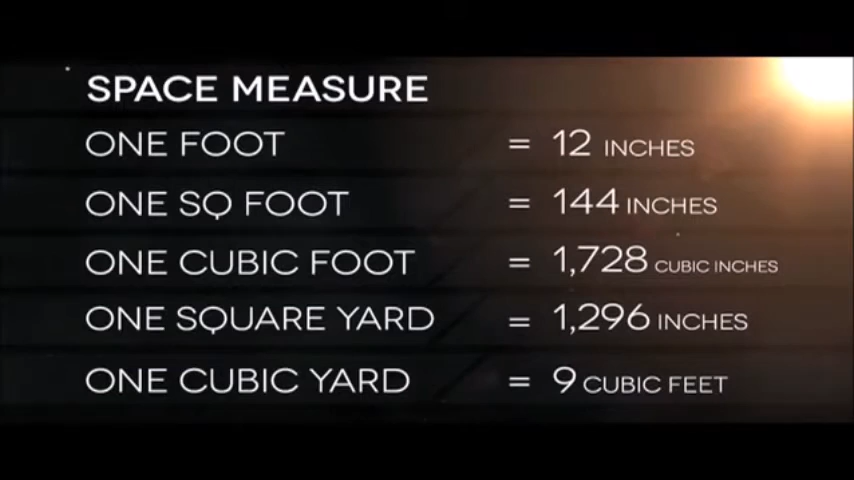 SPACE MEASURE
ONE FOOT = 12 INCHES
ONE SQ FOOT = 144 INCHES
ONE CUBIC FOOT = 1,728 CUBIC INCHES
ONE SQUARE YARD = 1,296 INCHES
ONE CUBIC YARD = 9 CUBIC FEET